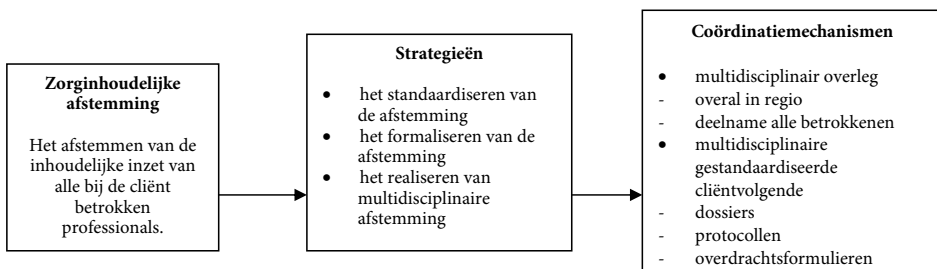 Zorginhoudelijke
afstemming
Het afstemmen van de
inhoudelijke inzet van
alle bij de cliënt
betrokken
professionals.
Strategieën
• het standaardiseren van
de afstemming
• het formaliseren van de
afstemming
• het realiseren van
multidisciplinaire
afstemming
Coördinatiemechanismen
• multidisciplinair overleg
- overal in regio
- deelname alle betrokkenen
• multidisciplinaire
gestandaardiseerde
cliëntvolgende
- dossiers
- protocollen
- overdrachtsformulieren